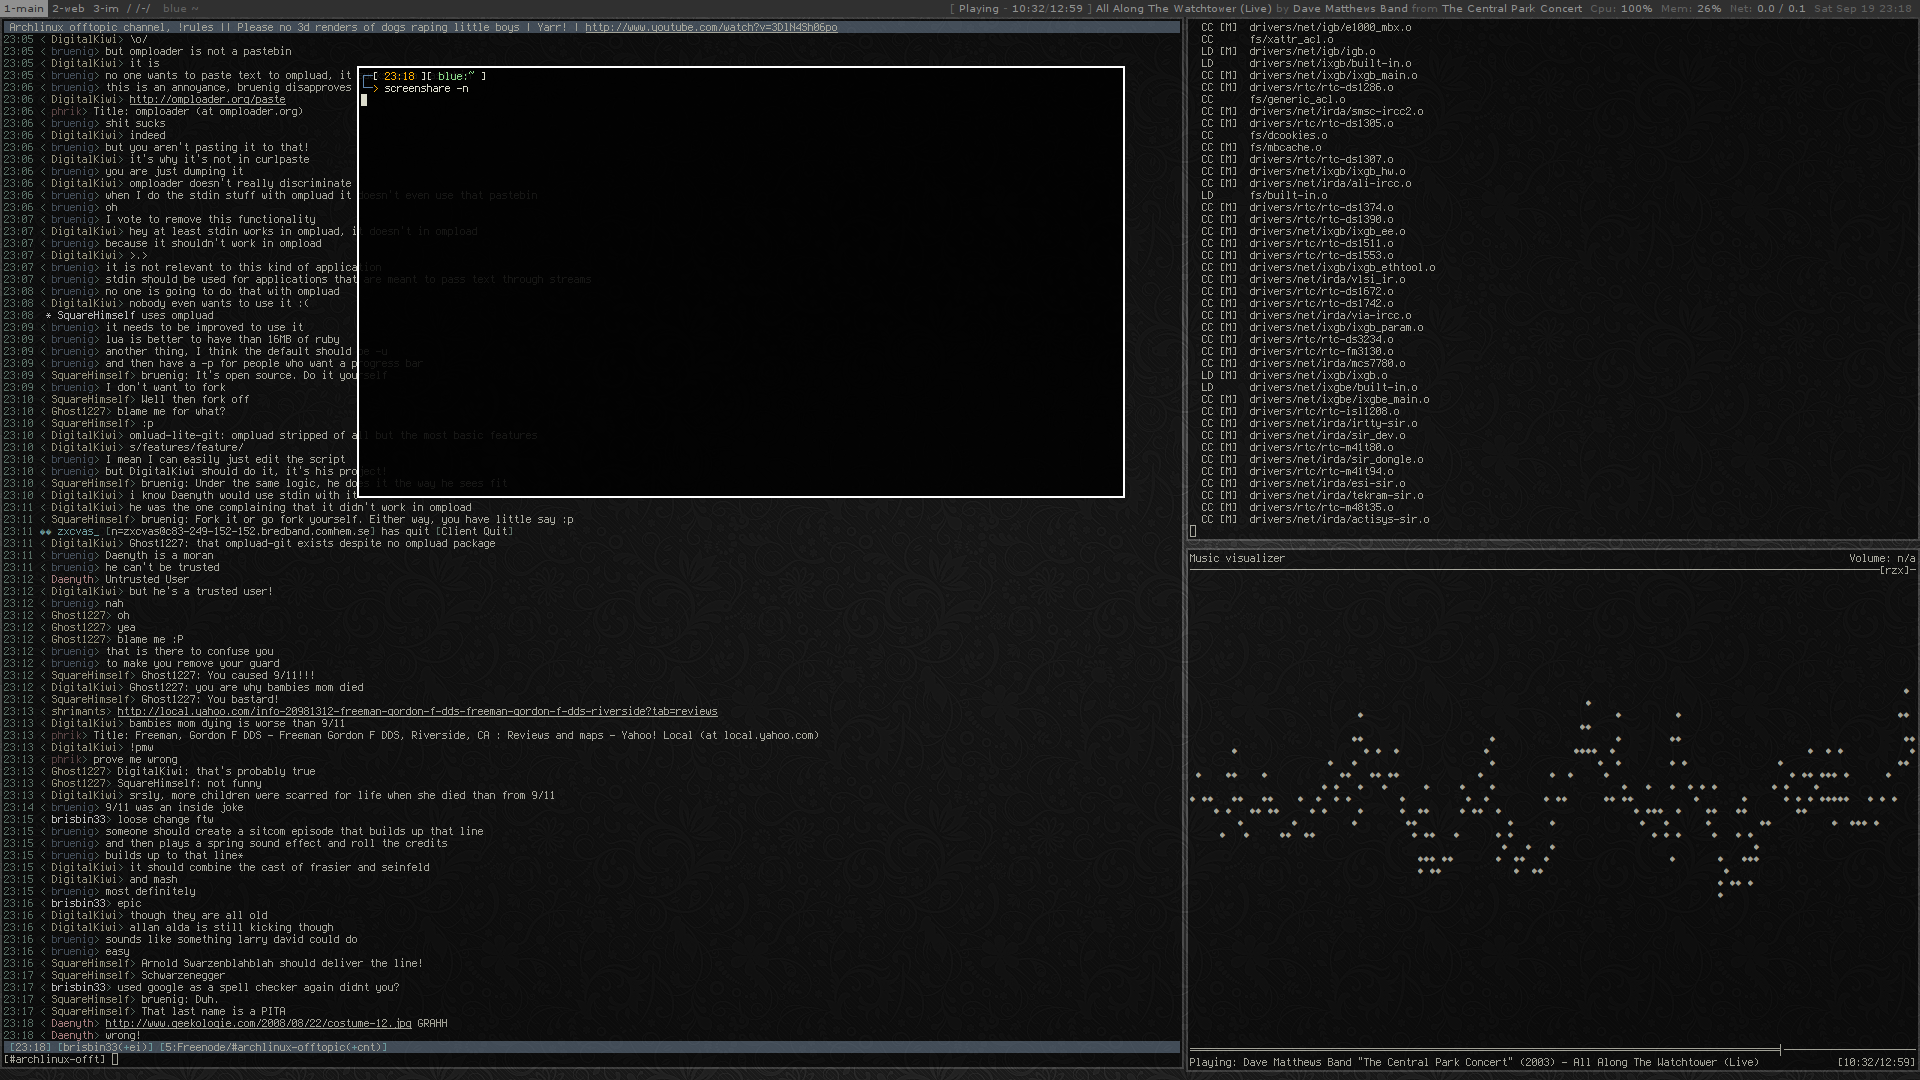 1-main 2-web 3-im / /-/ blue ~
[ Playing - 10:32/12:59 ] All Along The Watchtower (Live) by Dave Matthews Band from The Central Park Concert Cpu: 100% Mem: 26% Net: 0.0 / 0.1 Sat Sep 19 23:18
Archlinux offtopic channel, !rules || Please no 3d renders of dogs raping little boys | Yarr! | http://www.youtube.com/watch?v=3DlN4Sh06po
23:05 < DigitalKiwi> \o/
23:05 < bruenig> but omploader is not a pastebin
23:05 < DigitalKiwi> it is
23:05 < bruenig> no one wants to paste text to ompluad, it
23:06 < bruenig> this is an annoyance, bruenig disapproves
23:06 < DigitalKiwi> http://omploader.org/paste
23:06 < phrik> Title: omploader (at omploader.org)
23:06 < bruenig> shit sucks
23:06 < DigitalKiwi> indeed
23:06 < bruenig> but you aren't pasting it to that!
23:06 < DigitalKiwi> it's why it's not in curlpaste
23:06 < bruenig> you are just dumping it
23:06 < DigitalKiwi> omploader doesn't really discriminate
23:06 < bruenig> when I do the stdin stuff with ompluad it doesn't even use that pastebin
23:06 < bruenig> oh
23:07 < bruenig> I vote to remove this functionality
23:07 < DigitalKiwi> hey at least stdin works in ompluad, it doesn't in ompload
23:07 < bruenig> because it shouldn't work in ompload
23:07 < DigitalKiwi> >.>
23:07 < bruenig> it is not relevant to this kind of application
23:07 < bruenig> stdin should be used for applications that are meant to pass text through streams
23:08 < bruenig> no one is going to do that with ompluad
23:08 < DigitalKiwi> nobody even wants to use it :(
23:08 * SquareHimself uses ompluad
23:09 < bruenig> it needs to be improved to use it
23:09 < bruenig> lua is better to have than 16MB of ruby
23:09 < bruenig> another thing, I think the default should be -u
23:09 < bruenig> and then have a -p for people who want a progress bar
23:09 < SquareHimself> bruenig: It's open source. Do it yourself
23:09 < bruenig> I don't want to fork
23:10 < SquareHimself> Well then fork off
23:10 < Ghost1227> blame me for what?
23:10 < SquareHimself> :p
23:10 < DigitalKiwi> omluad-lite-git: ompluad stripped of all but the most basic features
23:10 < DigitalKiwi> s/features/feature/
23:10 < bruenig> I mean I can easily just edit the script
23:10 < bruenig> but DigitalKiwi should do it, it's his project!
23:10 < SquareHimself> bruenig: Under the same logic, he does it the way he sees fit
23:10 < DigitalKiwi> i know Daenyth would use stdin with it
23:10 < DigitalKiwi> he was the one complaining that it didn't work in ompload
23:11 < SquareHimself> bruenig: Fork it or go fork yourself. Either way, you have little say :p
23:11 ◆◆ zxcvas_ [n=zxcvas@c83-249-152-152.bredband.comhem.se] has quit [Client Quit]
23:11 < DigitalKiwi> Ghost1227: that ompluad-git exists despite no ompluad package
23:11 < bruenig> Daenyth is a moran
23:11 < bruenig> he can't be trusted
23:12 < Daenyth> Untrusted User
23:12 < DigitalKiwi> but he's a trusted user!
23:12 < bruenig> nah
23:12 < Ghost1227> oh
23:12 < Ghost1227> yea
23:12 < Ghost1227> blame me :P
23:12 < bruenig> that is there to confuse you
23:12 < bruenig> to make you remove your guard
23:12 < SquareHimself> Ghost1227: You caused 9/11!!!
23:12 < DigitalKiwi> Ghost1227: you are why bambies mom died
23:12 < SquareHimself> Ghost1227: You bastard!
23:13 < shrimants> http://local.yahoo.com/info-20981312-freeman-gordon-f-dds-freeman-gordon-f-dds-riverside?tab=reviews
23:13 < DigitalKiwi> bambies mom dying is worse than 9/11
23:13 < phrik> Title: Freeman, Gordon F DDS - Freeman Gordon F DDS, Riverside, CA : Reviews and maps - Yahoo! Local (at local.yahoo.com)
23:13 < DigitalKiwi> !pmw
23:13 < phrik> prove me wrong
23:13 < Ghost1227> DigitalKiwi: that's probably true
23:13 < Ghost1227> SquareHimself: not funny
23:13 < DigitalKiwi> srsly, more children were scarred for life when she died than from 9/11
23:14 < bruenig> 9/11 was an inside joke
23:15 < brisbin33> loose change ftw
23:15 < bruenig> someone should create a sitcom episode that builds up that line
23:15 < bruenig> and then plays a spring sound effect and roll the credits
23:15 < bruenig> builds up to that line*
23:15 < DigitalKiwi> it should combine the cast of frasier and seinfeld
23:15 < DigitalKiwi> and mash
23:15 < bruenig> most definitely
23:16 < brisbin33> epic
23:16 < DigitalKiwi> though they are all old
23:16 < DigitalKiwi> allan alda is still kicking though
23:16 < bruenig> sounds like something larry david could do
23:16 < bruenig> easy
23:16 < SquareHimself> Arnold Swarzenblahblah should deliver the line!
23:17 < SquareHimself> Schwarzenegger
23:17 < brisbin33> used google as a spell checker again didnt you?
23:17 < SquareHimself> bruenig: Duh.
23:17 < SquareHimself> That last name is a PITA
23:18 < Daenyth> http://www.geekologie.com/2008/08/22/costume-12.jpg GRAHH
23:18 < Daenyth> wrong!
[23:18] [brisbin33(+ei)] [5:Freenode/#archlinux-offtopic(+cnt)]
[#archlinux-offt]
[ 23:18 ][ blue:~ ]
> screenshare -n
CC [M] drivers/net/igb/e1000_mbx.o
CC fs/xattr_acl.o
LD [M] drivers/net/igb/igb.o
LD drivers/net/ixgb/built-in.o
CC [M] drivers/net/ixgb/ixgb_main.o
CC [M] drivers/rtc/rtc-ds1286.o
CC fs/generic_acl.o
CC [M] drivers/net/irda/smsc-ircc2.o
CC [M] drivers/rtc/rtc-ds1305.o
CC fs/dcookies.o
CC [M] fs/mbcache.o
CC [M] drivers/rtc/rtc-ds1307.o
CC [M] drivers/net/ixgb/ixgb_hw.o
CC [M] drivers/net/irda/ali-ircc.o
LD fs/built-in.o
CC [M] drivers/rtc/rtc-ds1374.o
CC [M] drivers/rtc/rtc-ds1390.o
CC [M] drivers/net/ixgb/ixgb_ee.o
CC [M] drivers/rtc/rtc-ds1511.o
CC [M] drivers/rtc/rtc-ds1553.o
CC [M] drivers/net/ixgb/ixgb_ethtool.o
CC [M] drivers/net/irda/vlsi_ir.o
CC [M] drivers/rtc/rtc-ds1672.o
CC [M] drivers/rtc/rtc-ds1742.o
CC [M] drivers/net/irda/via-ircc.o
CC [M] drivers/net/ixgb/ixgb_param.o
CC [M] drivers/rtc/rtc-ds3234.o
CC [M] drivers/rtc/rtc-fm3130.o
CC [M] drivers/net/irda/mcs7780.o
LD [M] drivers/net/ixgb/ixgb.o
LD drivers/net/ixgbe/built-in.o
CC [M] drivers/net/ixgbe/ixgbe_main.o
CC [M] drivers/rtc/rtc-isl1208.o
CC [M] drivers/net/irda/irtty-sir.o
CC [M] drivers/net/irda/sir_dev.o
CC [M] drivers/rtc/rtc-m41t80.o
CC [M] drivers/net/irda/sir_dongle.o
CC [M] drivers/rtc/rtc-m41t94.o
CC [M] drivers/net/irda/esi-sir.o
CC [M] drivers/net/irda/tekram-sir.o
CC [M] drivers/rtc/rtc-m48t35.o
CC [M] drivers/net/irda/actisys-sir.o
Music visualizer Volume: n/a
[rzx]
Playing: Dave Matthews Band "The Central Park Concert" (2003) - All Along The Watchtower (Live) [10:32/12:59]